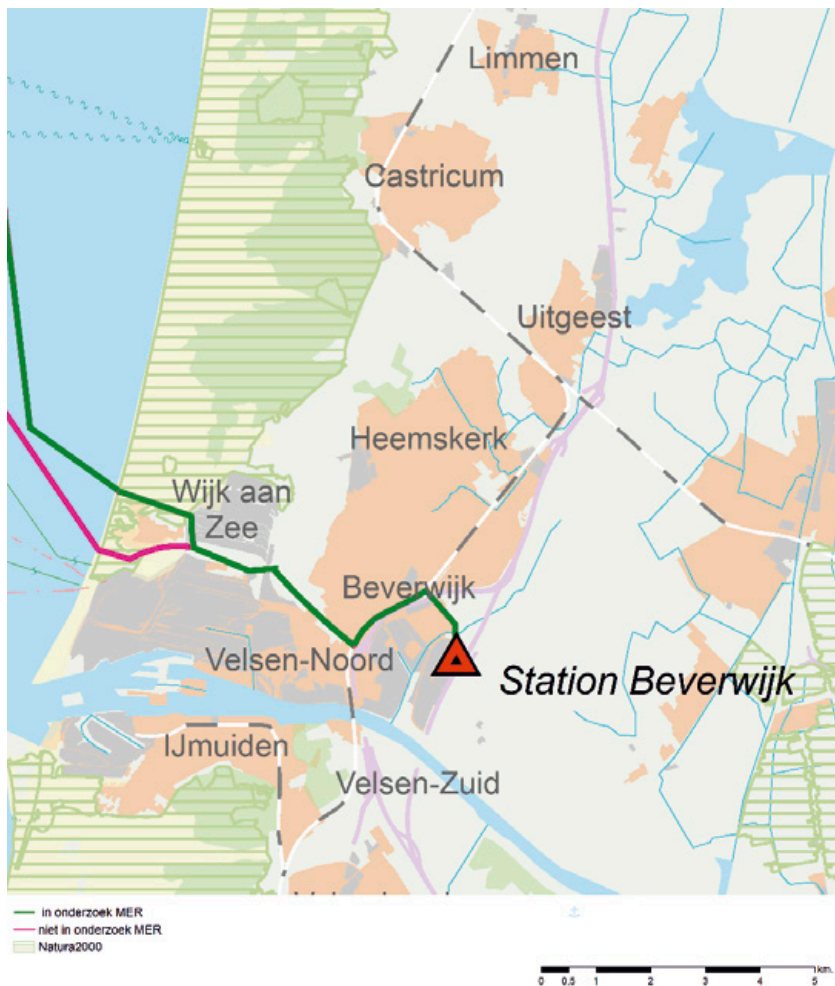 Limmen
Castricum
Uitgeest
Heemskerk
Wijk aan
Zee
Beverwijk
Velsen-Noord
Station Beverwijk
IJmuiden
Velsen-Zuid
in onderzoek MER
niet in onderzoek MER
Natura2000
0 0,5 1 2 3 4 5 km.